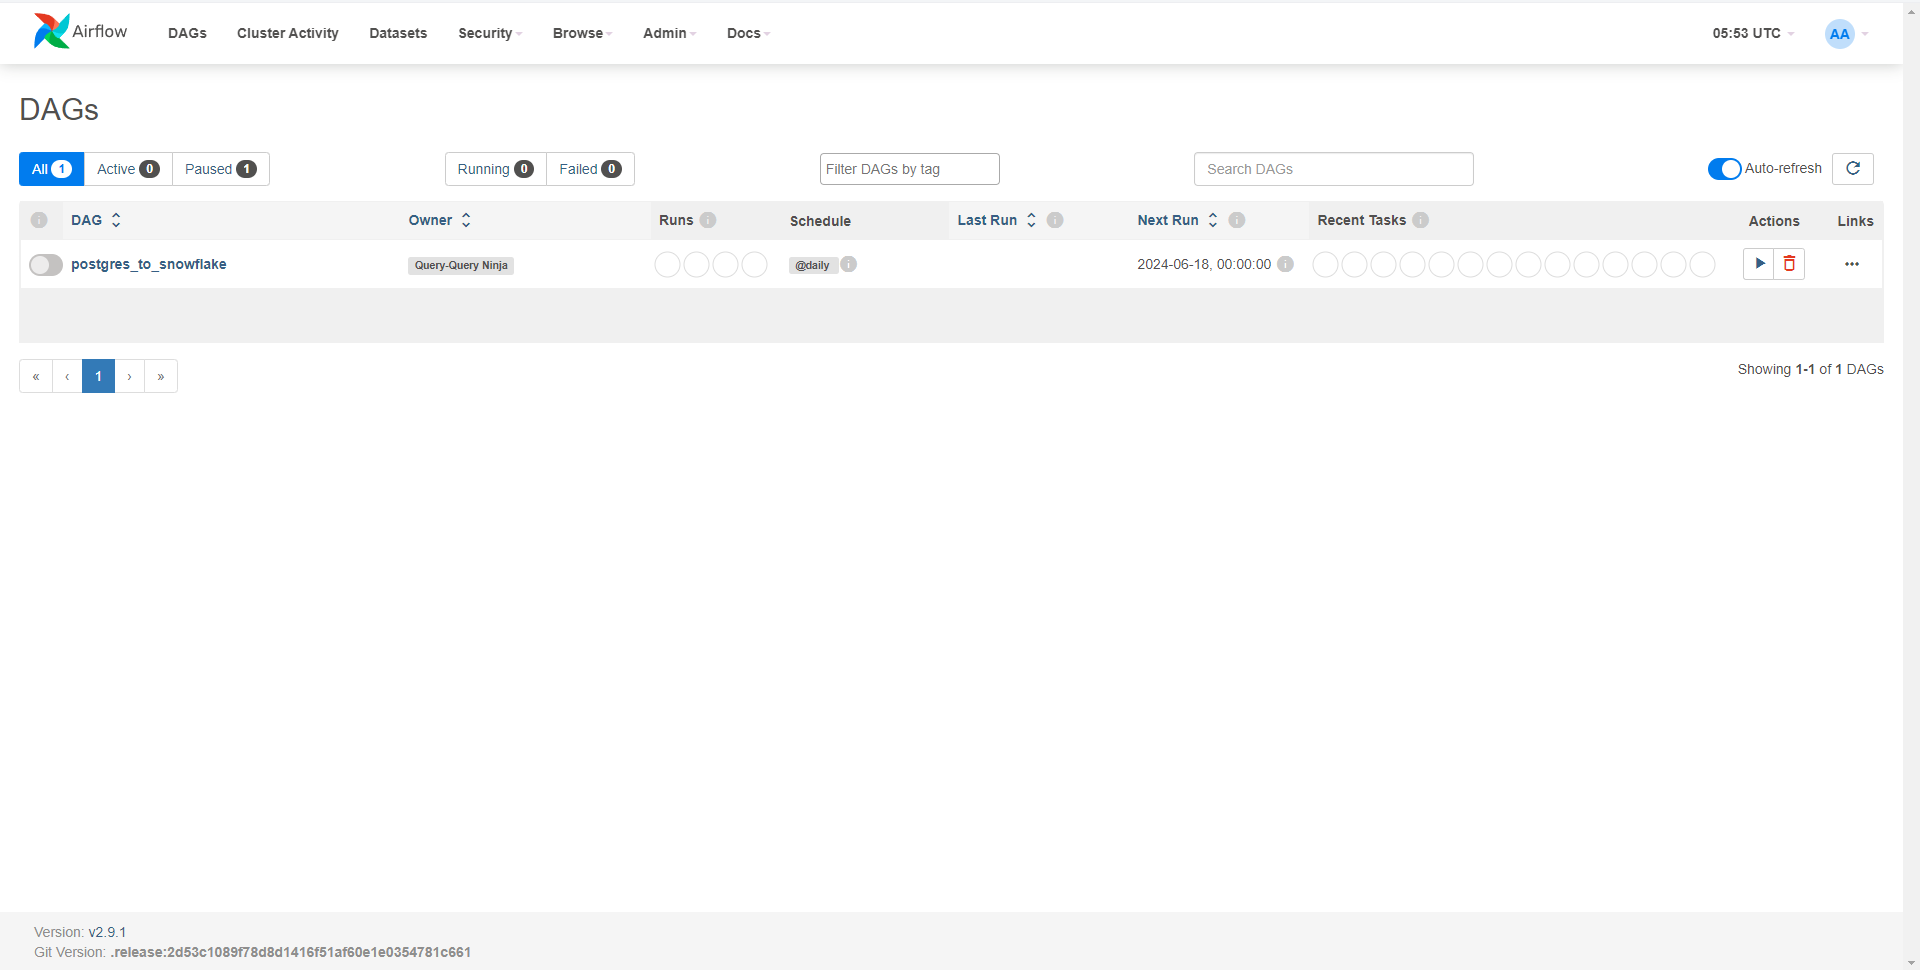 Airflow DAGs Cluster Activity Datasets Security Browse Admin Docs 05:53 UTC AA
DAGs
All 1 Active 0 Paused 1 Running 0 Failed 0 Filter DAGs by tag Search DAGs Auto-refresh
i DAG Owner Runs i Schedule Last Run i Next Run i Recent Tasks i Actions Links
postgres_to_snowflake Query-Query Ninja @daily i 2024-06-18, 00:00:00 i ...
« ‹ 1 › » Showing 1-1 of 1 DAGs
Version: v2.9.1
Git Version: .release:2d53c1089f78d8d1416f51af60e1e0354781c661